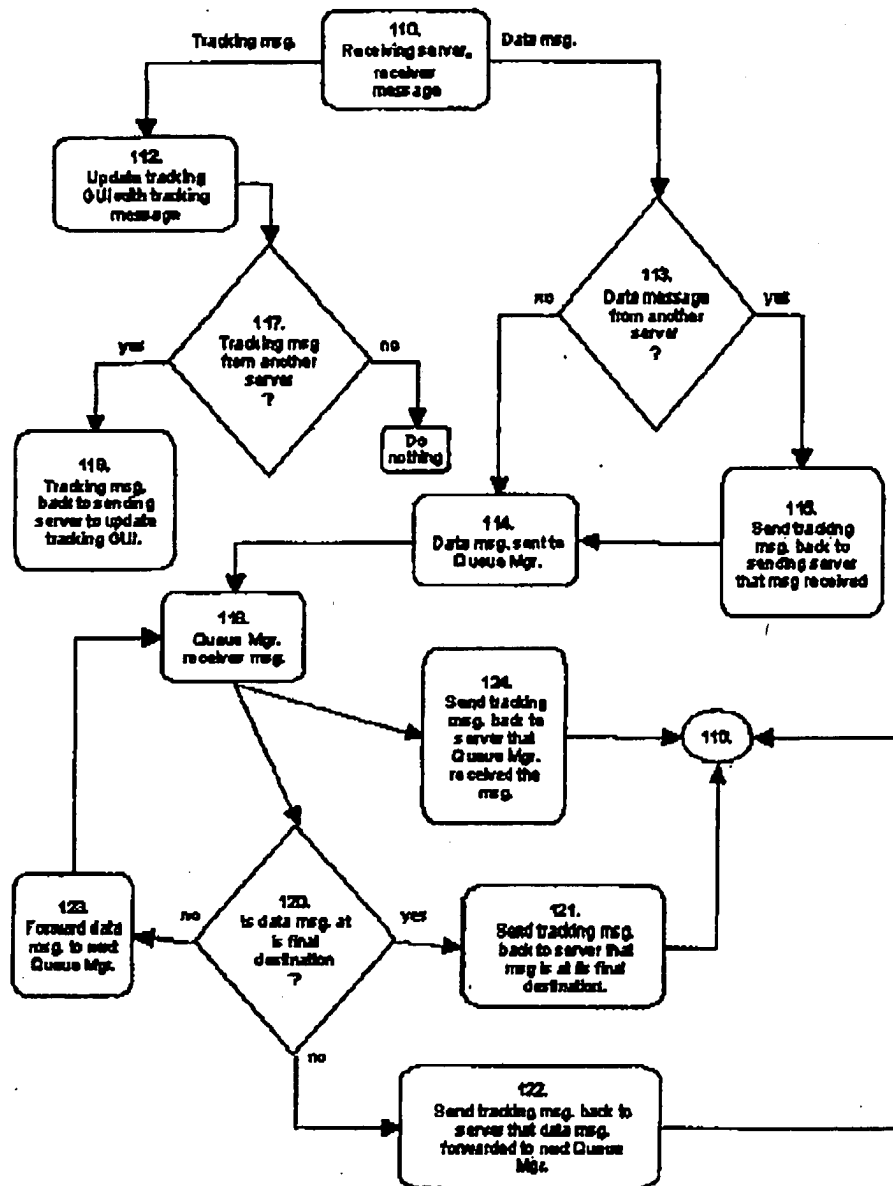 Tracking msg.
110.
Receiving server,
receives
message
Data msg.
112.
Update tracking
GUI with tracking
message
113.
Data message
from another
server
?
no
yes
117.
Tracking msg
from another
server
?
yes
no
Do
nothing
Tracking msg.
back to sending
server to update
tracking GUI.
114.
Data msg. sent to
Queue Mgr.
115.
Send tracking
msg. back to
sending server
that msg received
Queue Mgr.
receives msg.
124.
Send tracking
msg. back to
server that
Queue Mgr.
received the
msg.
110.
123.
Forward data
msg. to next
Queue Mgr.
no
120.
Is data msg. at
is final
destination
?
yes
121.
Send tracking msg.
back to server that
msg is at its final
destination.
no
122.
Send tracking msg. back to
server that data msg.
forwarded to next Queue
Mgr.